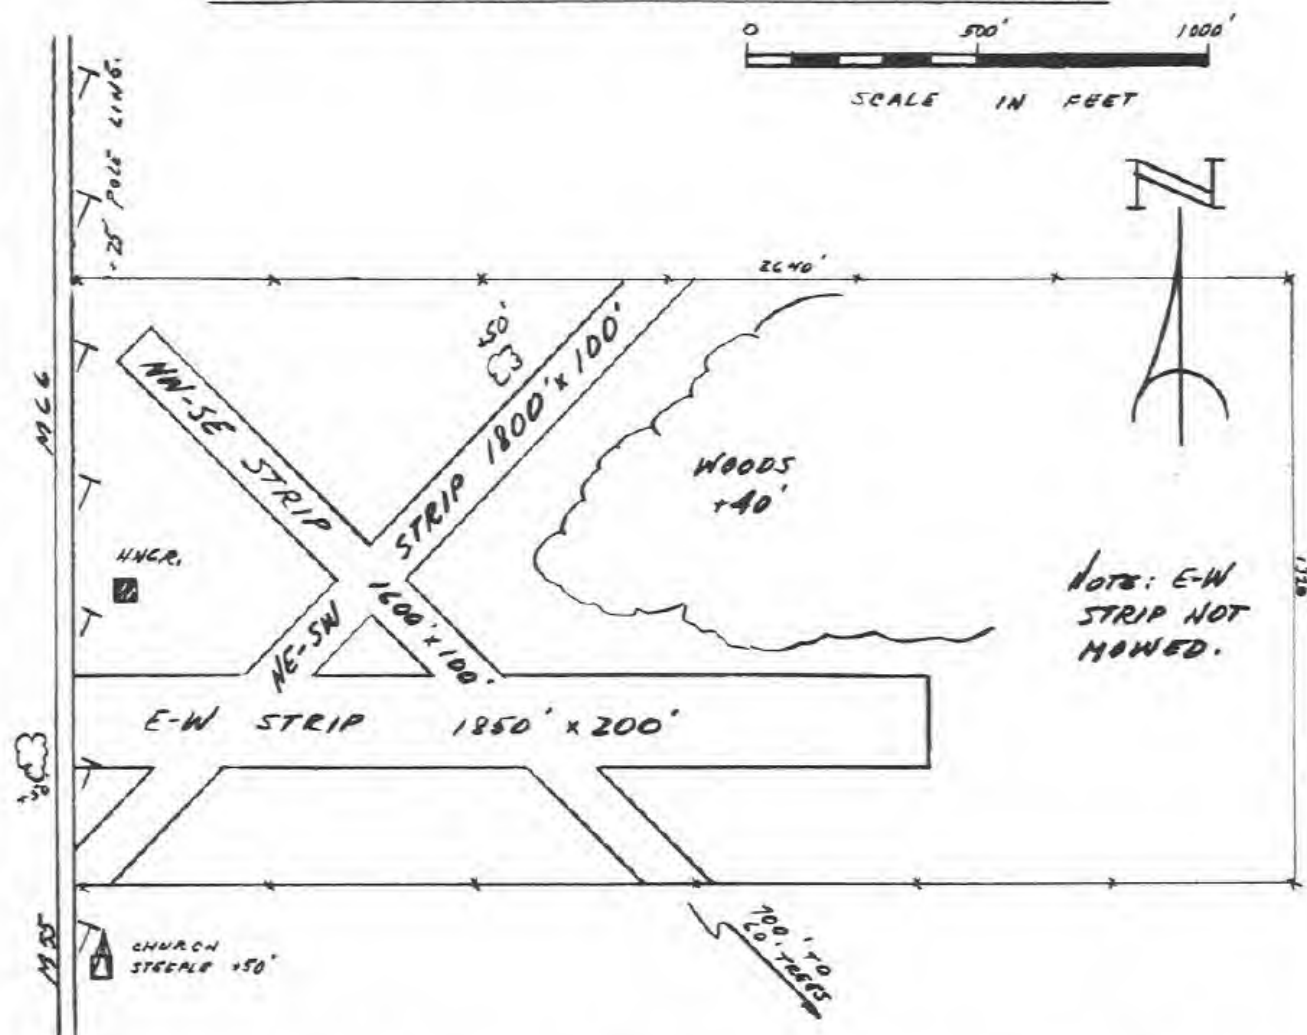 0 500' 1000'
SCALE IN FEET
+25 POLE LINE.
N
2640'
M 66
50'
NW-SE STRIP
STRIP 1800' x 100'
WOODS
+40'
HNGR.
NOTE: E-W
STRIP NOT
MOWED.
1320
NE-SW
1600' x 100'
E-W STRIP 1850' x 200'
M 55
CHURCH
STEEPLE +50'
700' TO
60' TREES